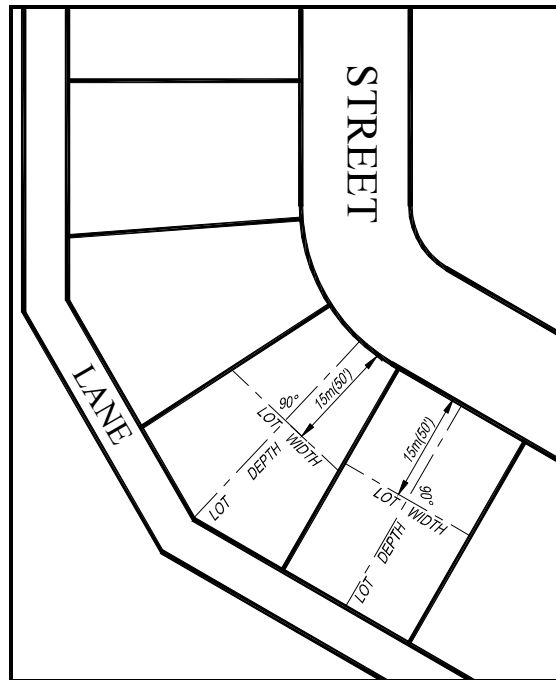 STREET
LANE
90°
15m(50')
LOT WIDTH
LOT DEPTH
15m(50')
90°
LOT WIDTH
LOT DEPTH